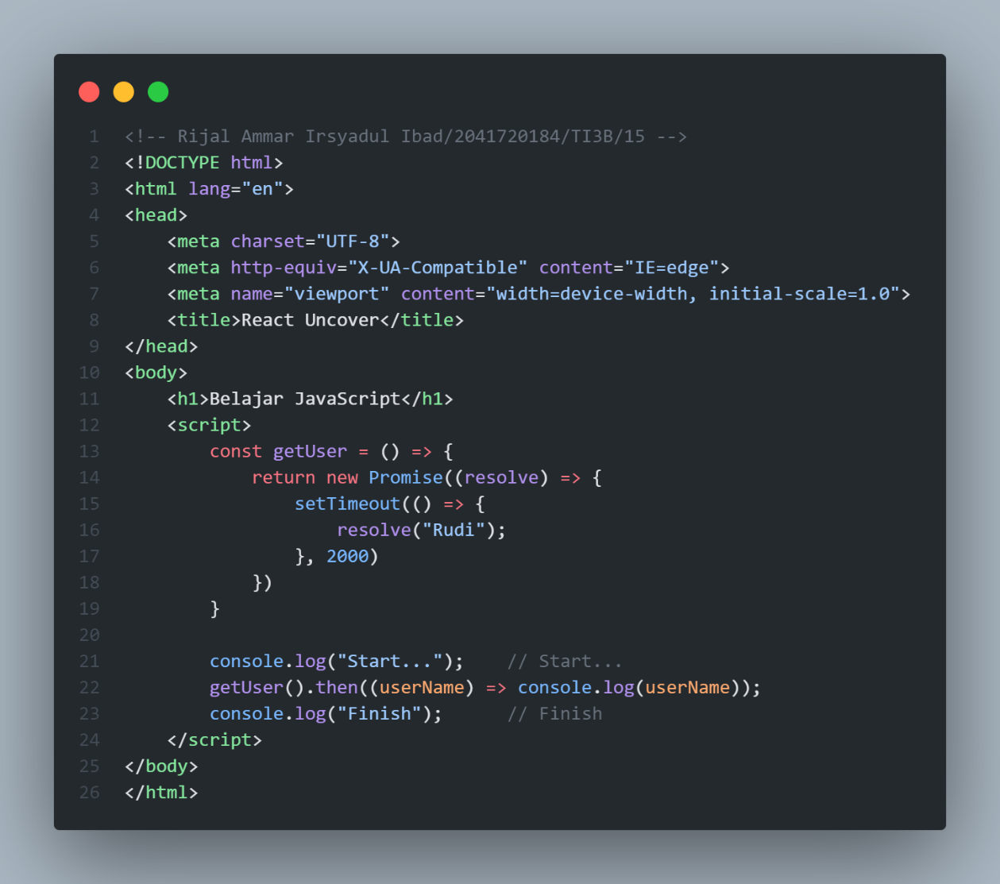 1 <!-- Rijal Ammar Irsyadul Ibad/2041720184/TI3B/15 -->
2 <!DOCTYPE html>
3 <html lang="en">
4 <head>
5     <meta charset="UTF-8">
6     <meta http-equiv="X-UA-Compatible" content="IE=edge">
7     <meta name="viewport" content="width=device-width, initial-scale=1.0">
8     <title>React Uncover</title>
9 </head>
10 <body>
11     <h1>Belajar JavaScript</h1>
12     <script>
13         const getUser = () => {
14             return new Promise((resolve) => {
15                 setTimeout(() => {
16                     resolve("Rudi");
17                 }, 2000)
18             })
19         }
20
21         console.log("Start...");    // Start...
22         getUser().then((userName) => console.log(userName));
23         console.log("Finish");      // Finish
24     </script>
25 </body>
26 </html>